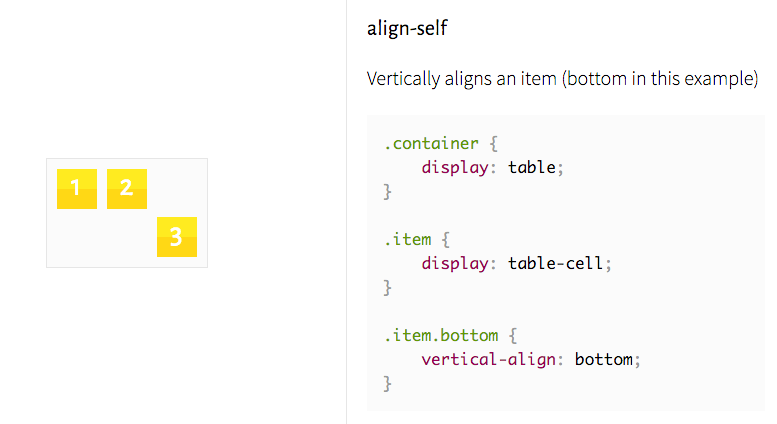 1 2
3
align-self
Vertically aligns an item (bottom in this example)
.container {
    display: table;
}
.item {
    display: table-cell;
}
.item.bottom {
    vertical-align: bottom;
}